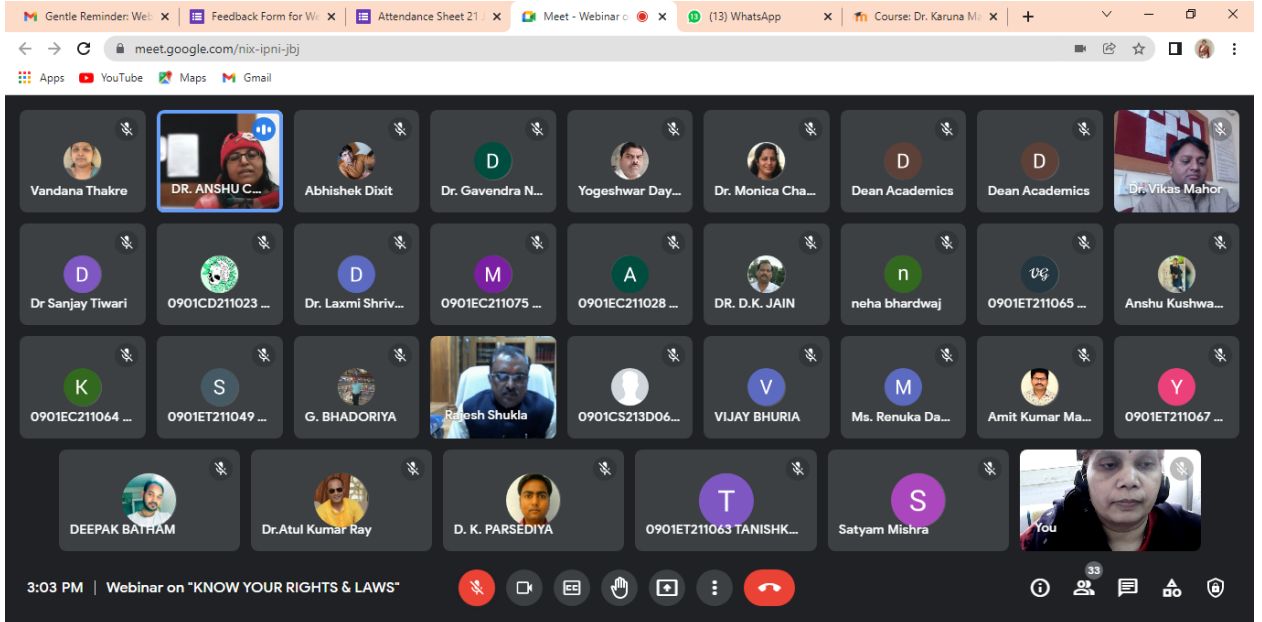 Gentle Reminder: Web
Feedback Form for We
Attendance Sheet 21 J
Meet - Webinar o
(13) WhatsApp
Course: Dr. Karuna Ma
meet.google.com/nix-ipni-jbj
Apps YouTube Maps Gmail
Vandana Thakre
DR. ANSHU C...
Abhishek Dixit
D
Dr. Gavendra N...
Yogeshwar Day...
Dr. Monica Cha...
D
Dean Academics
D
Dean Academics
Dr. Vikas Mahor
D
Dr Sanjay Tiwari
0901CD211023 ...
D
Dr. Laxmi Shriv...
M
0901EC211075 ...
A
0901EC211028 ...
DR. D.K. JAIN
n
neha bhardwaj
VG
0901ET211065 ...
Anshu Kushwa...
K
0901EC211064 ...
S
0901ET211049 ...
G. BHADORIYA
Rajesh Shukla
0901CS213D06...
V
VIJAY BHURIA
M
Ms. Renuka Da...
Amit Kumar Ma...
Y
0901ET211067 ...
DEEPAK BATHAM
Dr.Atul Kumar Ray
D. K. PARSEDIYA
T
0901ET211063 TANISHK...
S
Satyam Mishra
You
3:03 PM | Webinar on "KNOW YOUR RIGHTS & LAWS"
CC
33